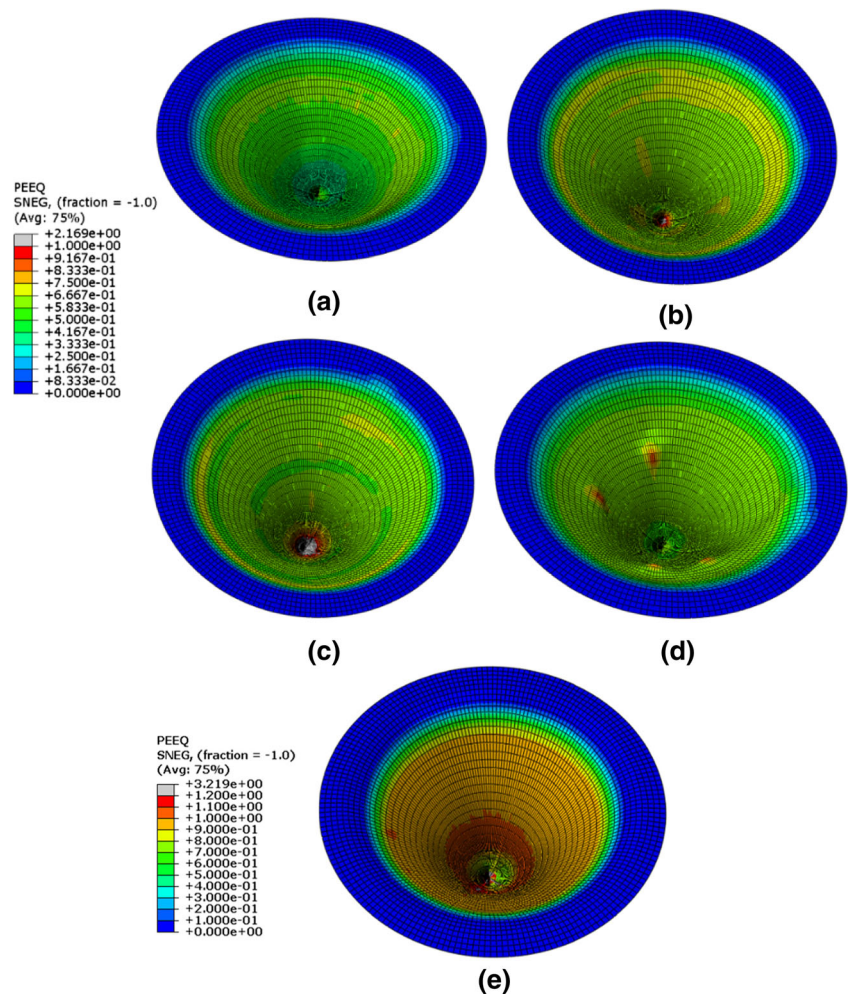 (a)
(b)
PEEQ
SNEG, (fraction = -1.0)
(Avg: 75%)
+2.169e+00
+1.000e+00
+9.167e-01
+8.333e-01
+7.500e-01
+6.667e-01
+5.833e-01
+5.000e-01
+4.167e-01
+3.333e-01
+2.500e-01
+1.667e-01
+8.333e-02
+0.000e+00
(c)
(d)
PEEQ
SNEG, (fraction = -1.0)
(Avg: 75%)
+3.219e+00
+1.200e+00
+1.100e+00
+1.000e+00
+9.000e-01
+8.000e-01
+7.000e-01
+6.000e-01
+5.000e-01
+4.000e-01
+3.000e-01
+2.000e-01
+1.000e-01
+0.000e+00
(e)